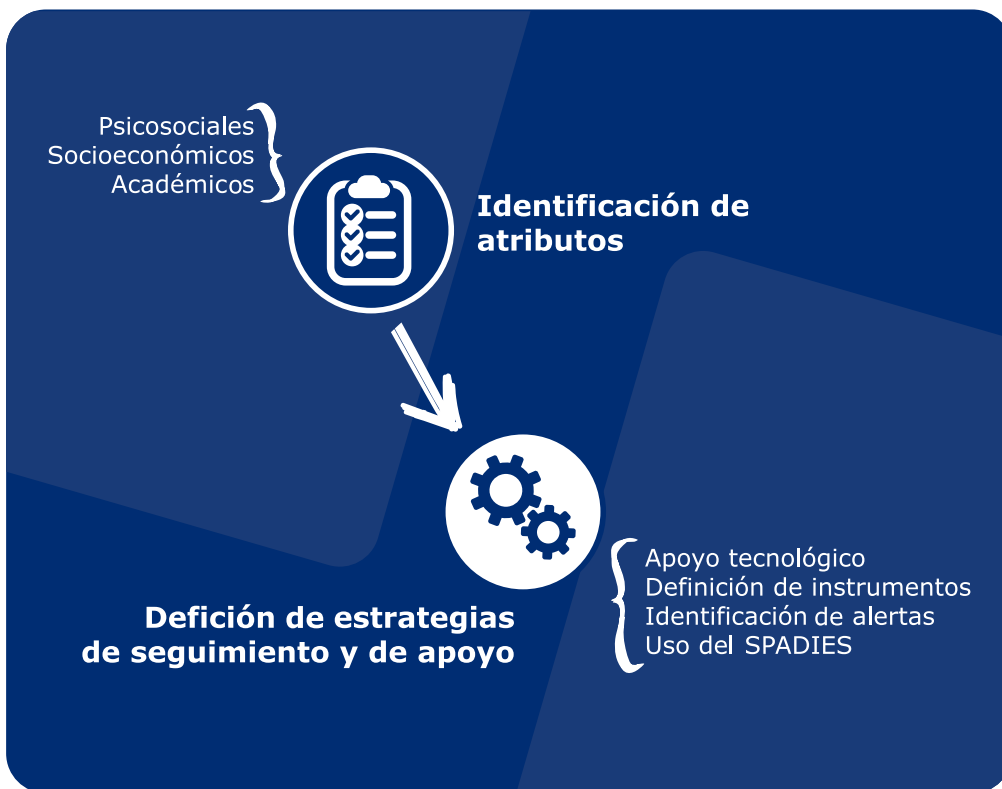 Psicosociales
Socioeconómicos
Académicos
Identificación de
atributos
Defición de estrategias
de seguimiento y de apoyo
Apoyo tecnológico
Definición de instrumentos
Identificación de alertas
Uso del SPADIES